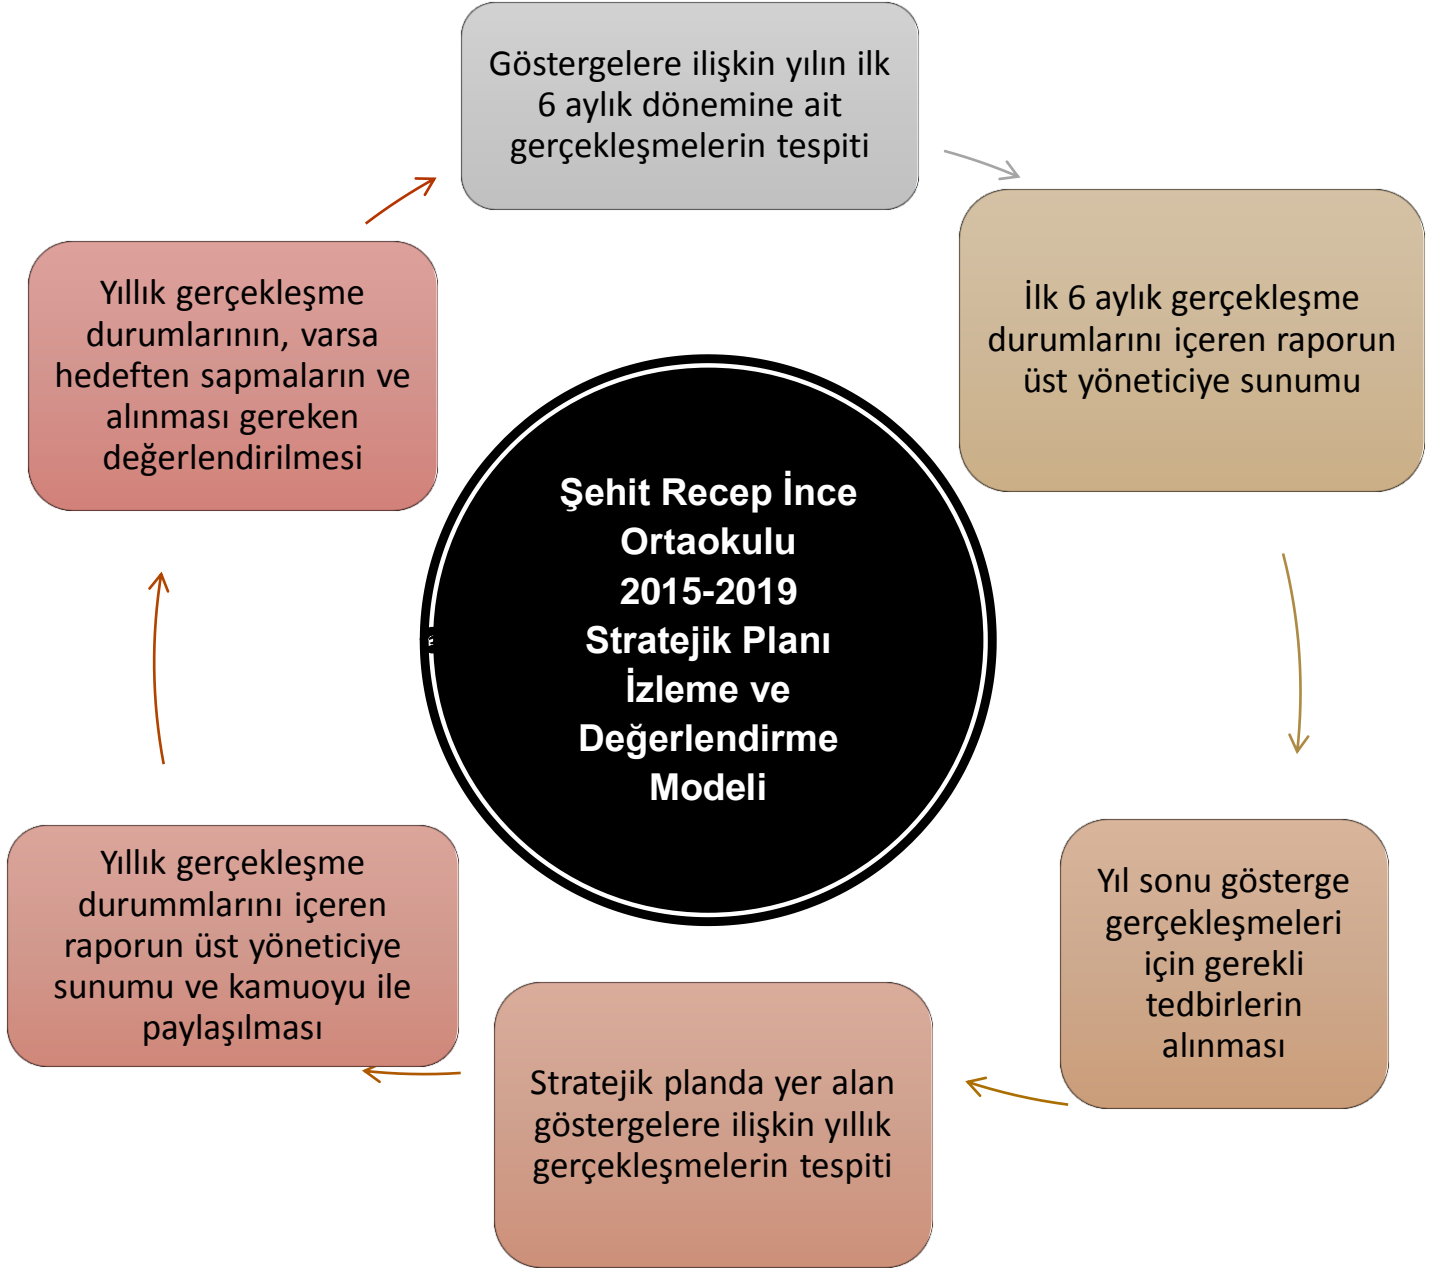 Göstergelere ilişkin yılın ilk
6 aylık dönemine ait
gerçekleşmelerin tespiti
İlk 6 aylık gerçekleşme
durumlarını içeren raporun
üst yöneticiye sunumu
Yıl sonu gösterge
gerçekleşmeleri
için gerekli
tedbirlerin
alınması
Stratejik planda yer alan
göstergelere ilişkin yıllık
gerçekleşmelerin tespiti
Yıllık gerçekleşme
durummlarını içeren
raporun üst yöneticiye
sunumu ve kamuoyu ile
paylaşılması
Yıllık gerçekleşme
durumlarının, varsa
hedeften sapmaların ve
alınması gereken
değerlendirilmesi
Şehit Recep İnce
Ortaokulu
2015-2019
Stratejik Planı
İzleme ve
Değerlendirme
Modeli